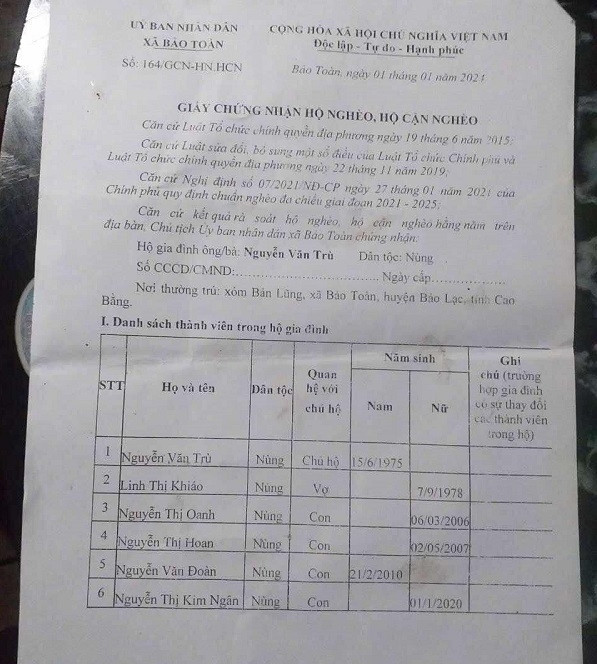 UỶ BAN NHÂN DÂN
XÃ BẢO TOÀN
Số: 164/GCN-HN.HCN
CỘNG HÒA XÃ HỘI CHỦ NGHĨA VIỆT NAM
Độc lập - Tự do - Hạnh phúc
Bảo Toàn, ngày 01 tháng 01 năm 2024
GIẤY CHỨNG NHẬN HỘ NGHÈO, HỘ CẬN NGHÈO
Căn cứ Luật Tổ chức chính quyền địa phương ngày 19 tháng 6 năm 2015;
Căn cứ Luật sửa đổi, bổ sung một số điều của Luật Tổ chức Chính phủ và
Luật Tổ chức chính quyền địa phương ngày 22 tháng 11 năm 2019;
Căn cứ Nghị định số 07/2021/NĐ-CP ngày 27 tháng 01 năm 2021 của
Chính phủ quy định chuẩn nghèo đa chiều giai đoạn 2021 - 2025;
Căn cứ kết quả rà soát hộ nghèo, hộ cận nghèo hằng năm trên
địa bàn, Chủ tịch Ủy ban nhân dân xã Bảo Toàn chứng nhận:
Hộ gia đình ông/bà: Nguyễn Văn Trù Dân tộc: Nùng
Số CCCD/CMND:.................................... Ngày cấp...................
Nơi thường trú: xóm Bản Lũng, xã Bảo Toàn, huyện Bảo Lạc, tỉnh Cao
Bằng.
I. Danh sách thành viên trong hộ gia đình
STT Họ và tên Dân tộc Quan hệ với chủ hộ Năm sinh Nam Nữ Ghi chú (trường hợp gia đình có sự thay đổi các thành viên trong hộ)
1 Nguyễn Văn Trù Nùng Chủ hộ 15/6/1975
2 Linh Thị Khiáo Nùng Vợ 7/9/1978
3 Nguyễn Thị Oanh Nùng Con 06/03/2006
4 Nguyễn Thị Hoan Nùng Con 02/05/2007
5 Nguyễn Văn Đoàn Nùng Con 21/2/2010
6 Nguyễn Thị Kim Ngân Nùng Con 01/1/2020